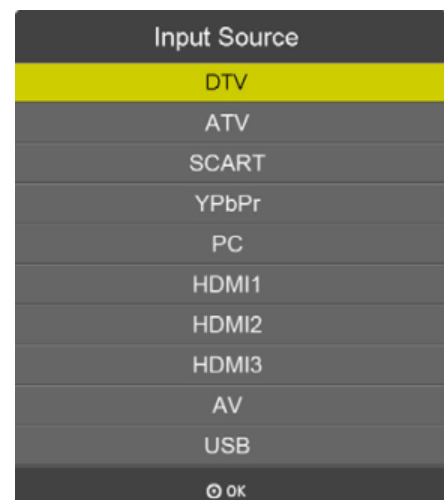 Input Source
DTV
ATV
SCART
YPbPr
PC
HDMI1
HDMI2
HDMI3
AV
USB
OK